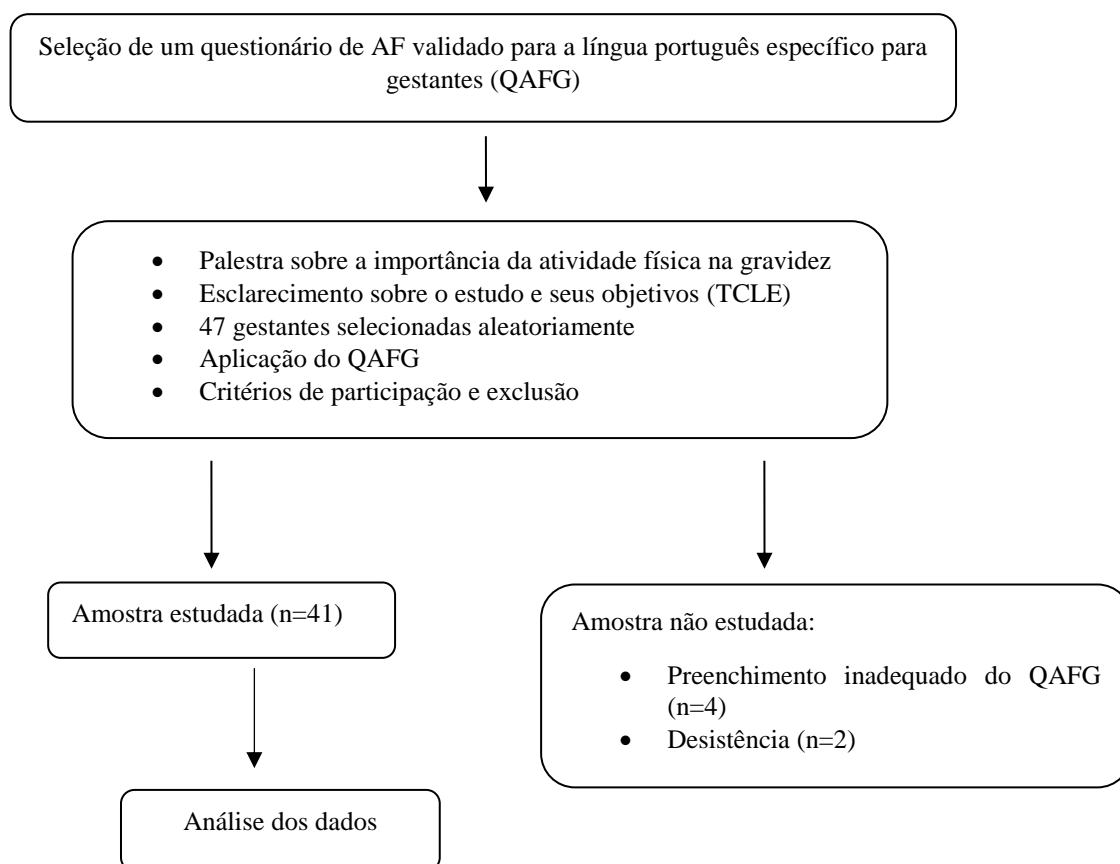 Seleção de um questionário de AF validado para a língua português específico para
gestantes (QAFG)
• Palestra sobre a importância da atividade física na gravidez
• Esclarecimento sobre o estudo e seus objetivos (TCLE)
• 47 gestantes selecionadas aleatoriamente
• Aplicação do QAFG
• Critérios de participação e exclusão
Amostra estudada (n=41)
Amostra não estudada:
• Preenchimento inadequado do QAFG
(n=4)
• Desistência (n=2)
Análise dos dados